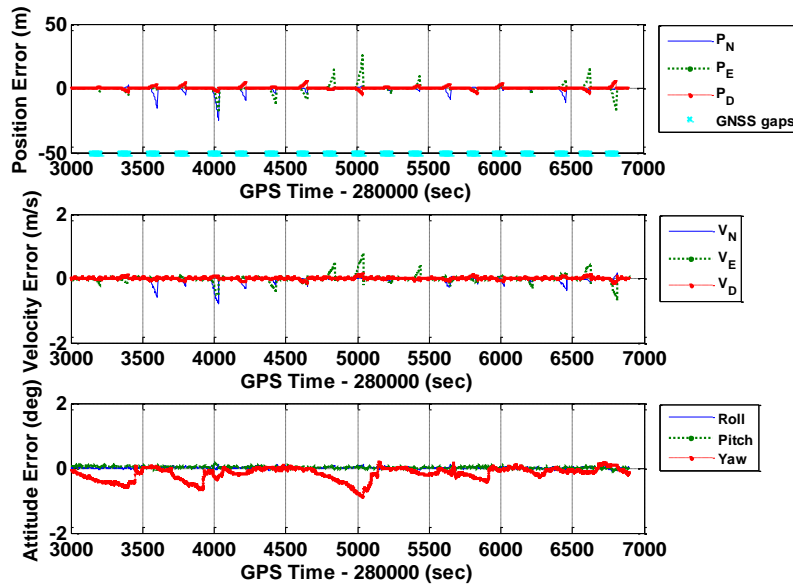 Position Error (m)
50
0
-50
3000 3500 4000 4500 5000 5500 6000 6500 7000
GPS Time - 280000 (sec)
P_N
P_E
P_D
GNSS gaps
Velocity Error (m/s)
2
0
-2
3000 3500 4000 4500 5000 5500 6000 6500 7000
GPS Time - 280000 (sec)
V_N
V_E
V_D
Attitude Error (deg)
2
0
-2
3000 3500 4000 4500 5000 5500 6000 6500 7000
GPS Time - 280000 (sec)
Roll
Pitch
Yaw